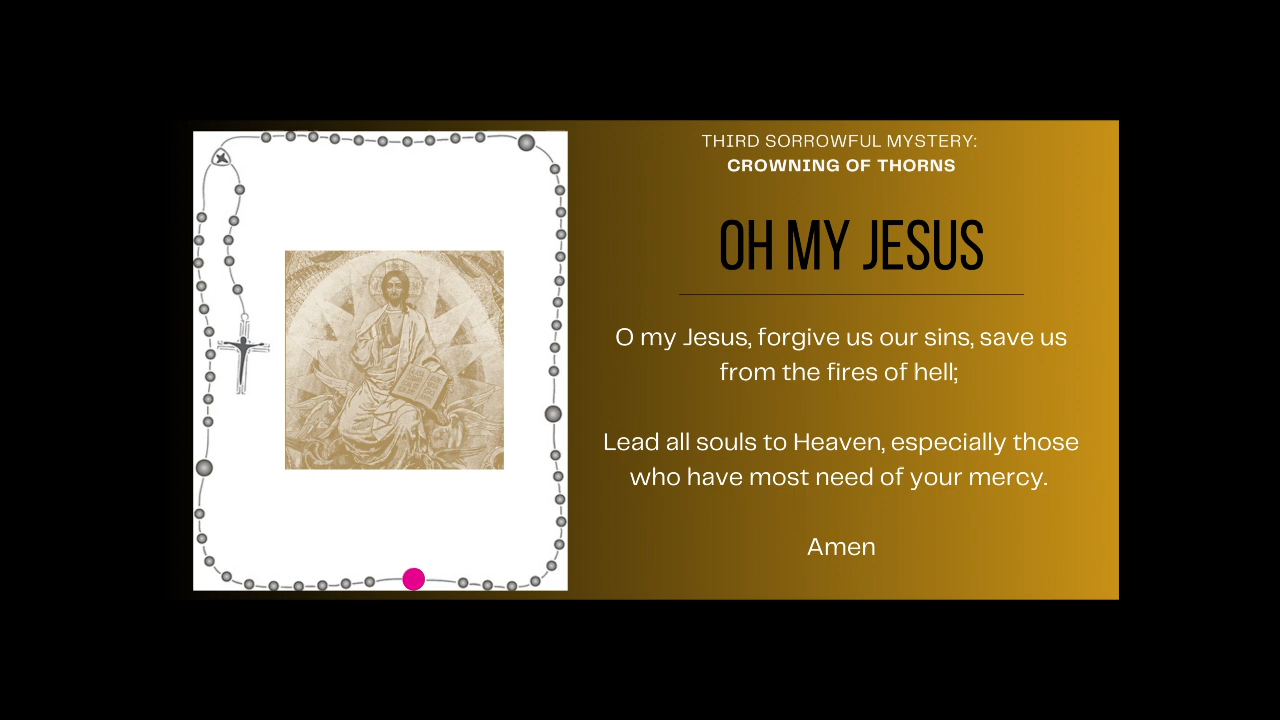 THIRD SORROWFUL MYSTERY:
CROWNING OF THORNS
OH MY JESUS
O my Jesus, forgive us our sins, save us
from the fires of hell;
Lead all souls to Heaven, especially those
who have most need of your mercy.
Amen